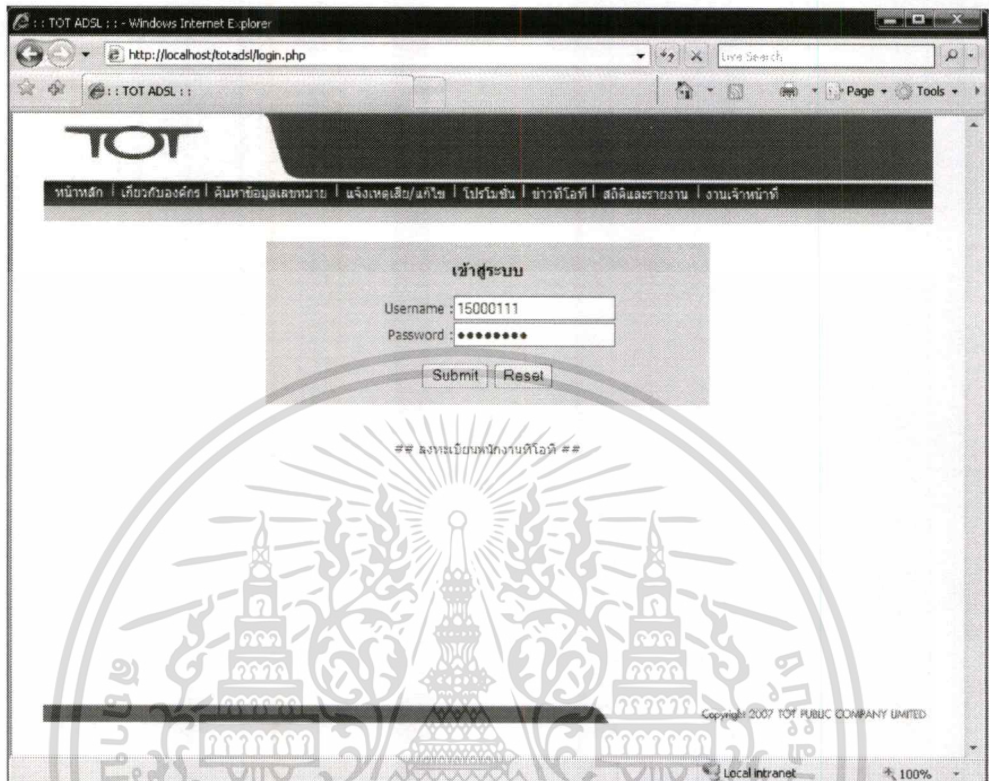 : : TOT ADSL : : - Windows Internet Explorer
http://localhost/totadsl/login.php
Live Search
: : TOT ADSL : :
Page
Tools
TOT
หน้าหลัก | เกี่ยวกับองค์กร | ค้นหาข้อมูลเลขหมาย | แจ้งเหตุเสีย/แก้ไข | โปรโมชั่น | ข่าวทีโอที | สถิติและรายงาน | งานเจ้าหน้าที่
เข้าสู่ระบบ
Username : 15000111
Password : ●●●●●●●●
Submit Reset
## ลงทะเบียนพนักงานทีโอที ##
Copyright 2007 TOT PUBLIC COMPANY LIMITED
Local intranet
100%